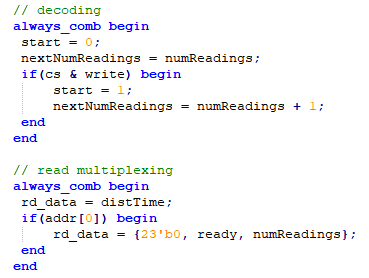 // decoding
always_comb begin
start = 0;
nextNumReadings = numReadings;
if(cs & write) begin
start = 1;
nextNumReadings = numReadings + 1;
end
end
// read multiplexing
always_comb begin
rd_data = distTime;
if(addr[0]) begin
rd_data = {23'b0, ready, numReadings};
end
end